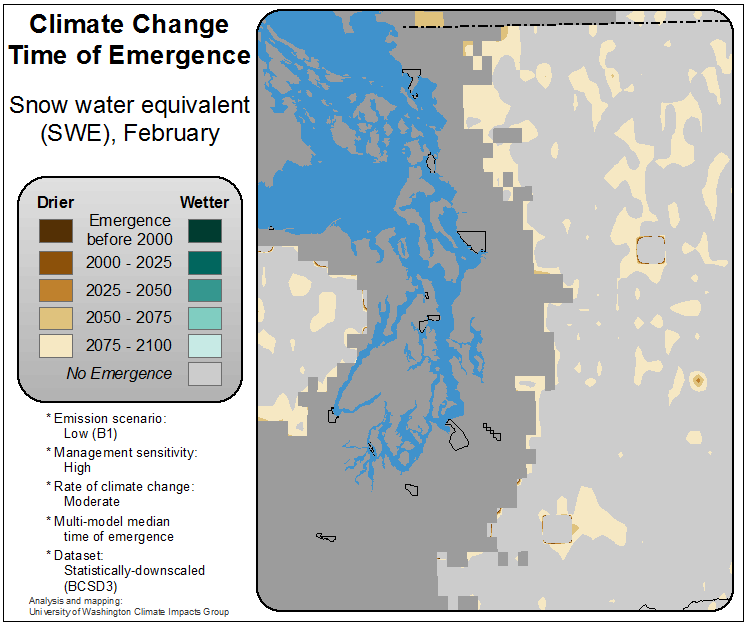 Climate Change
Time of Emergence
Snow water equivalent
(SWE), February
Drier Wetter
Emergence
before 2000
2000 - 2025
2025 - 2050
2050 - 2075
2075 - 2100
No Emergence
* Emission scenario:
Low (B1)
* Management sensitivity:
High
* Rate of climate change:
Moderate
* Multi-model median
time of emergence
* Dataset:
Statistically-downscaled
(BCSD3)
Analysis and mapping:
University of Washington Climate Impacts Group